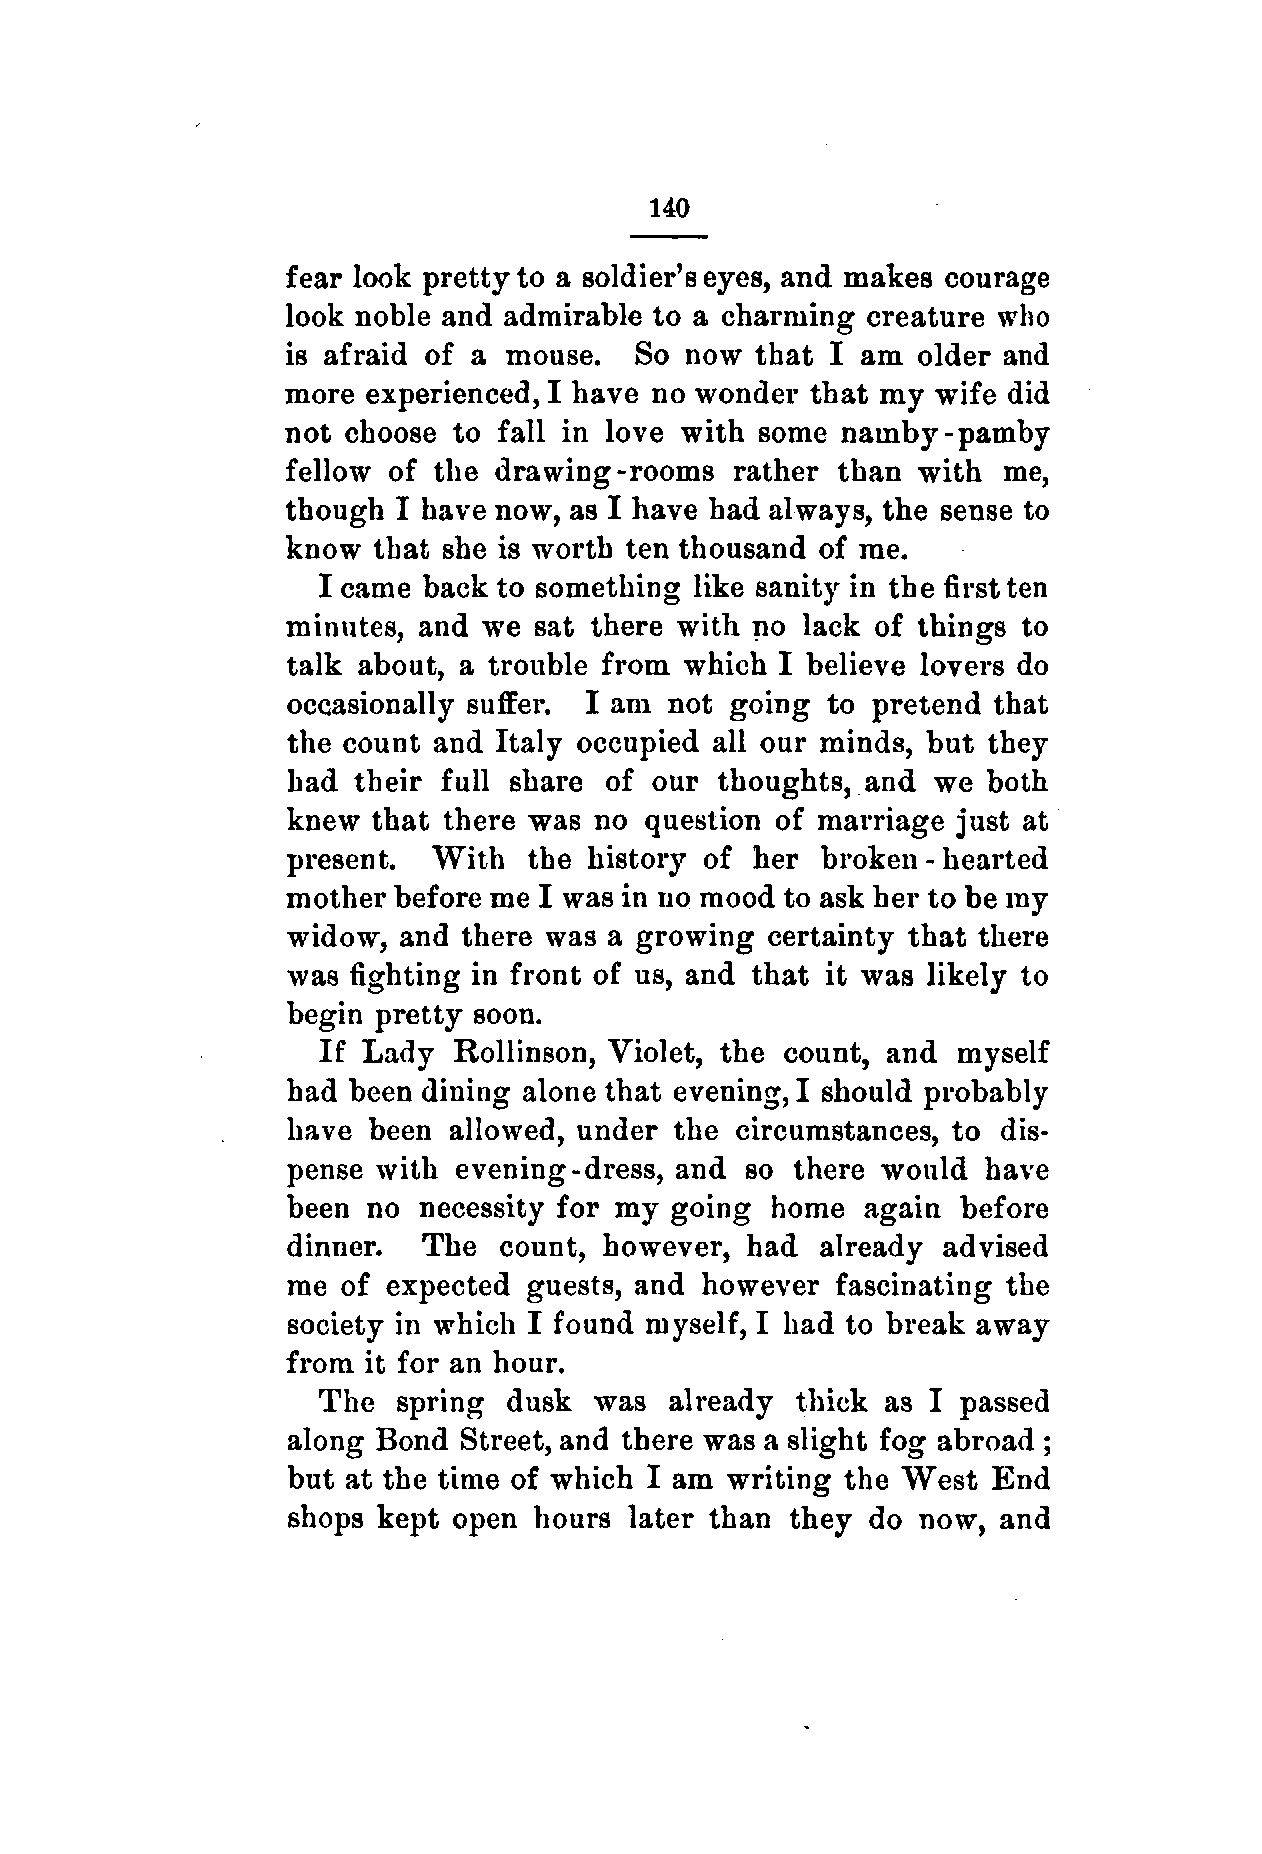 140
fear look pretty to a soldier's eyes, and makes courage
look noble and admirable to a charming creature who
is afraid of a mouse. So now that I am older and
more experienced, I have no wonder that my wife did
not choose to fall in love with some namby-pamby
fellow of the drawing-rooms rather than with me,
though I have now, as I have had always, the sense to
know that she is worth ten thousand of me.
I came back to something like sanity in the first ten
minutes, and we sat there with no lack of things to
talk about, a trouble from which I believe lovers do
occasionally suffer. I am not going to pretend that
the count and Italy occupied all our minds, but they
had their full share of our thoughts, and we both
knew that there was no question of marriage just at
present. With the history of her broken-hearted
mother before me I was in no mood to ask her to be my
widow, and there was a growing certainty that there
was fighting in front of us, and that it was likely to
begin pretty soon.
If Lady Rollinson, Violet, the count, and myself
had been dining alone that evening, I should probably
have been allowed, under the circumstances, to dis-
pense with evening-dress, and so there would have
been no necessity for my going home again before
dinner. The count, however, had already advised
me of expected guests, and however fascinating the
society in which I found myself, I had to break away
from it for an hour.
The spring dusk was already thick as I passed
along Bond Street, and there was a slight fog abroad;
but at the time of which I am writing the West End
shops kept open hours later than they do now, and